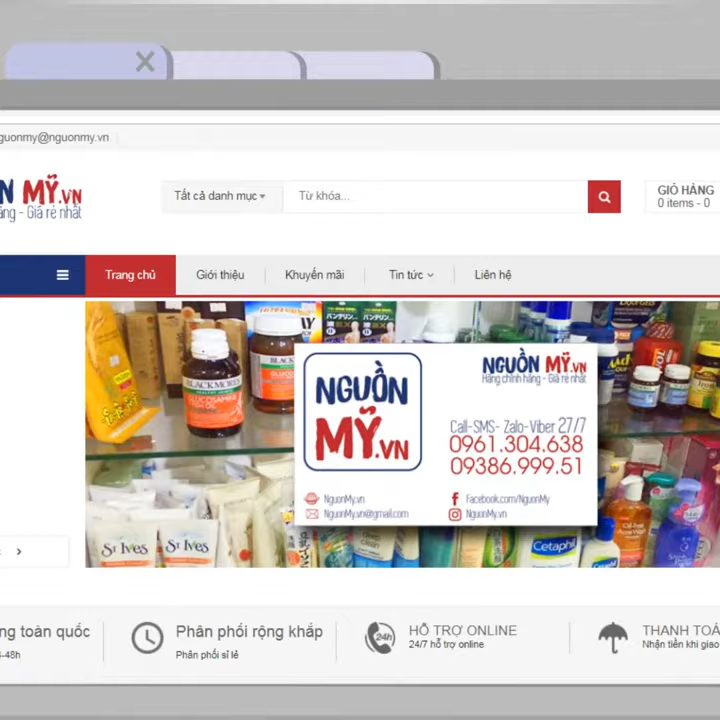 guonmy@nguonmy.vn
N MỸ.VN
àng - Giá rẻ nhất
Tất cả danh mục
Từ khóa...
GIỎ HÀNG
0 items - 0
Trang chủ
Giới thiệu
Khuyến mãi
Tin tức
Liên hệ
NGUỒN
MỸ.VN
NGUỒN MỸ.VN
Hàng chính hãng - Giá rẻ nhất
Call-SMS- Zalo-Viber 27/7
0961.304.638
09386.999.51
NguonMy.vn
Facebook.com/NguonMy
NguonMy.vn@gmail.com
NguonMy.vn
BLACKMORES
GLUCOSAMINE
FISH OIL
BLACK
ST IVES
ST IVES
Cetaphil
ng toàn quốc
-48h
Phân phối rộng khắp
Phân phối sỉ lẻ
24h
HỖ TRỢ ONLINE
24/7 hỗ trợ online
THANH TOÁ
Nhận tiền khi giao